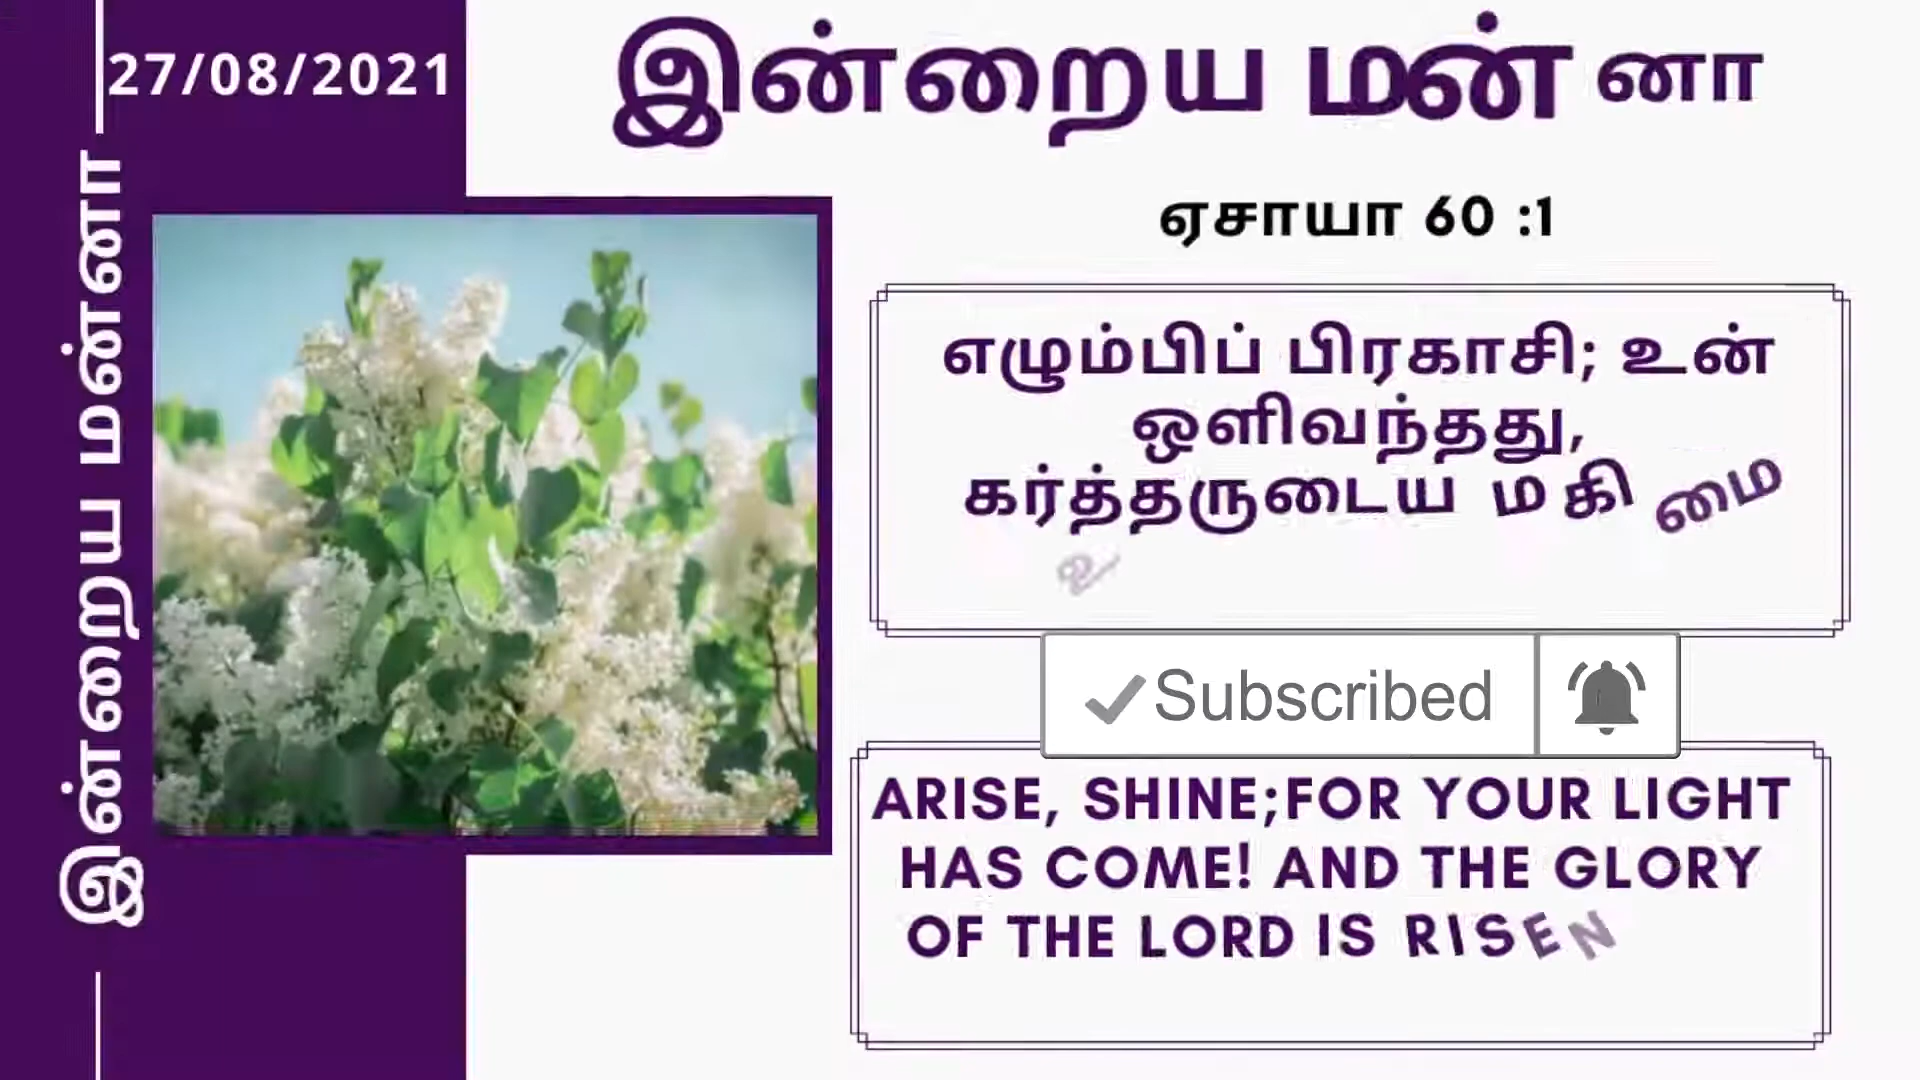 27/08/2021
இன்றைய மன்னா
இன்றைய மன்னா
ஏசாயா 60 :1
எழும்பிப் பிரகாசி; உன்
ஒளிவந்தது,
கர்த்தருடைய மகிமை
உ
Subscribed
ARISE, SHINE;FOR YOUR LIGHT
HAS COME! AND THE GLORY
OF THE LORD IS RISEN